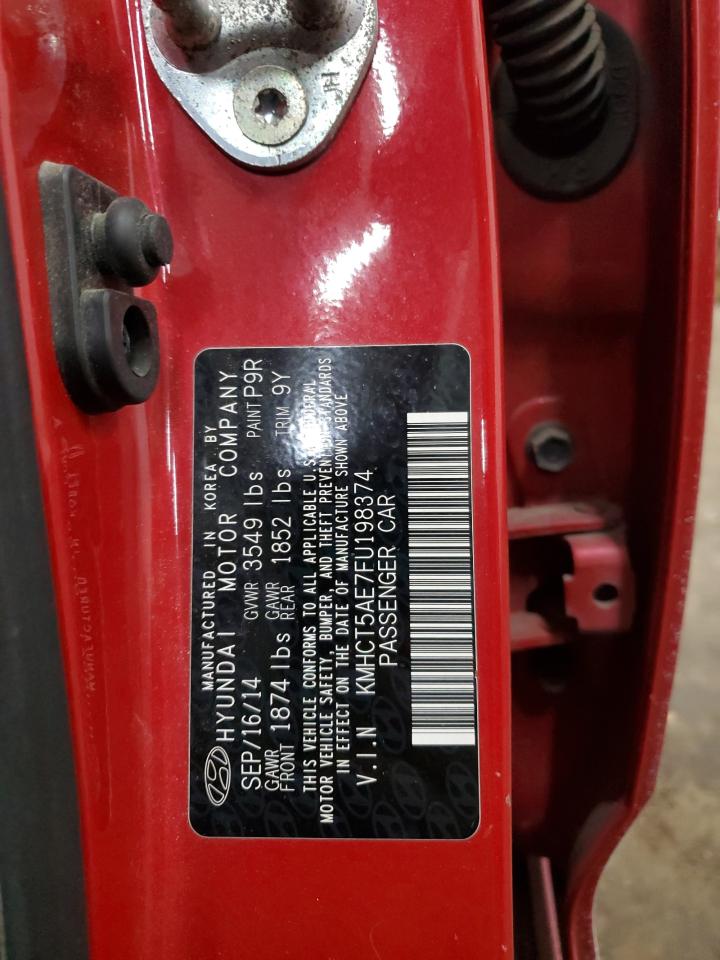 MANUFACTURED IN KOREA BY
HYUNDAI MOTOR COMPANY
SEP/16/14 GVWR 3549 lbs PAINT P9R
GAWR FRONT 1874 lbs GAWR REAR 1852 lbs TRIM 9Y
THIS VEHICLE CONFORMS TO ALL APPLICABLE U.S. FEDERAL
MOTOR VEHICLE SAFETY, BUMPER, AND THEFT PREVENTION STANDARDS
IN EFFECT ON THE DATE OF MANUFACTURE SHOWN ABOVE
V.I.N KMHCT5AE7FU198374
PASSENGER CAR
H